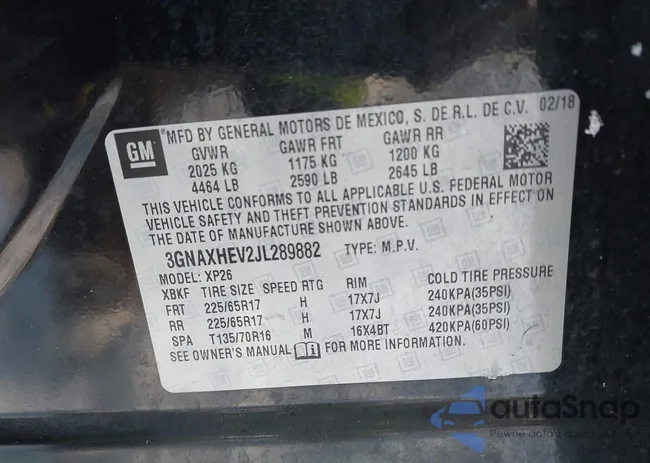 "MFD BY GENERAL MOTORS DE MEXICO, S. DE R.L. DE C.V. 02/18
GM
GVWR GAWR FRT GAWR RR
2025 KG 1175 KG 1200 KG
4464 LB 2590 LB 2645 LB
THIS VEHICLE CONFORMS TO ALL APPLICABLE U.S. FEDERAL MOTOR
VEHICLE SAFETY AND THEFT PREVENTION STANDARDS IN EFFECT ON
THE DATE OF MANUFACTURE SHOWN ABOVE.
3GNAXHEV2JL289882 TYPE: M.P.V.
MODEL: XP26
XBKF TIRE SIZE SPEED RTG RIM COLD TIRE PRESSURE
FRT 225/65R17 H 17X7J 240KPA(35PSI)
RR 225/65R17 H 17X7J 240KPA(35PSI)
SPA T135/70R16 M 16X4BT 420KPA(60PSI)
SEE OWNER'S MANUAL FOR MORE INFORMATION.
autoSnap